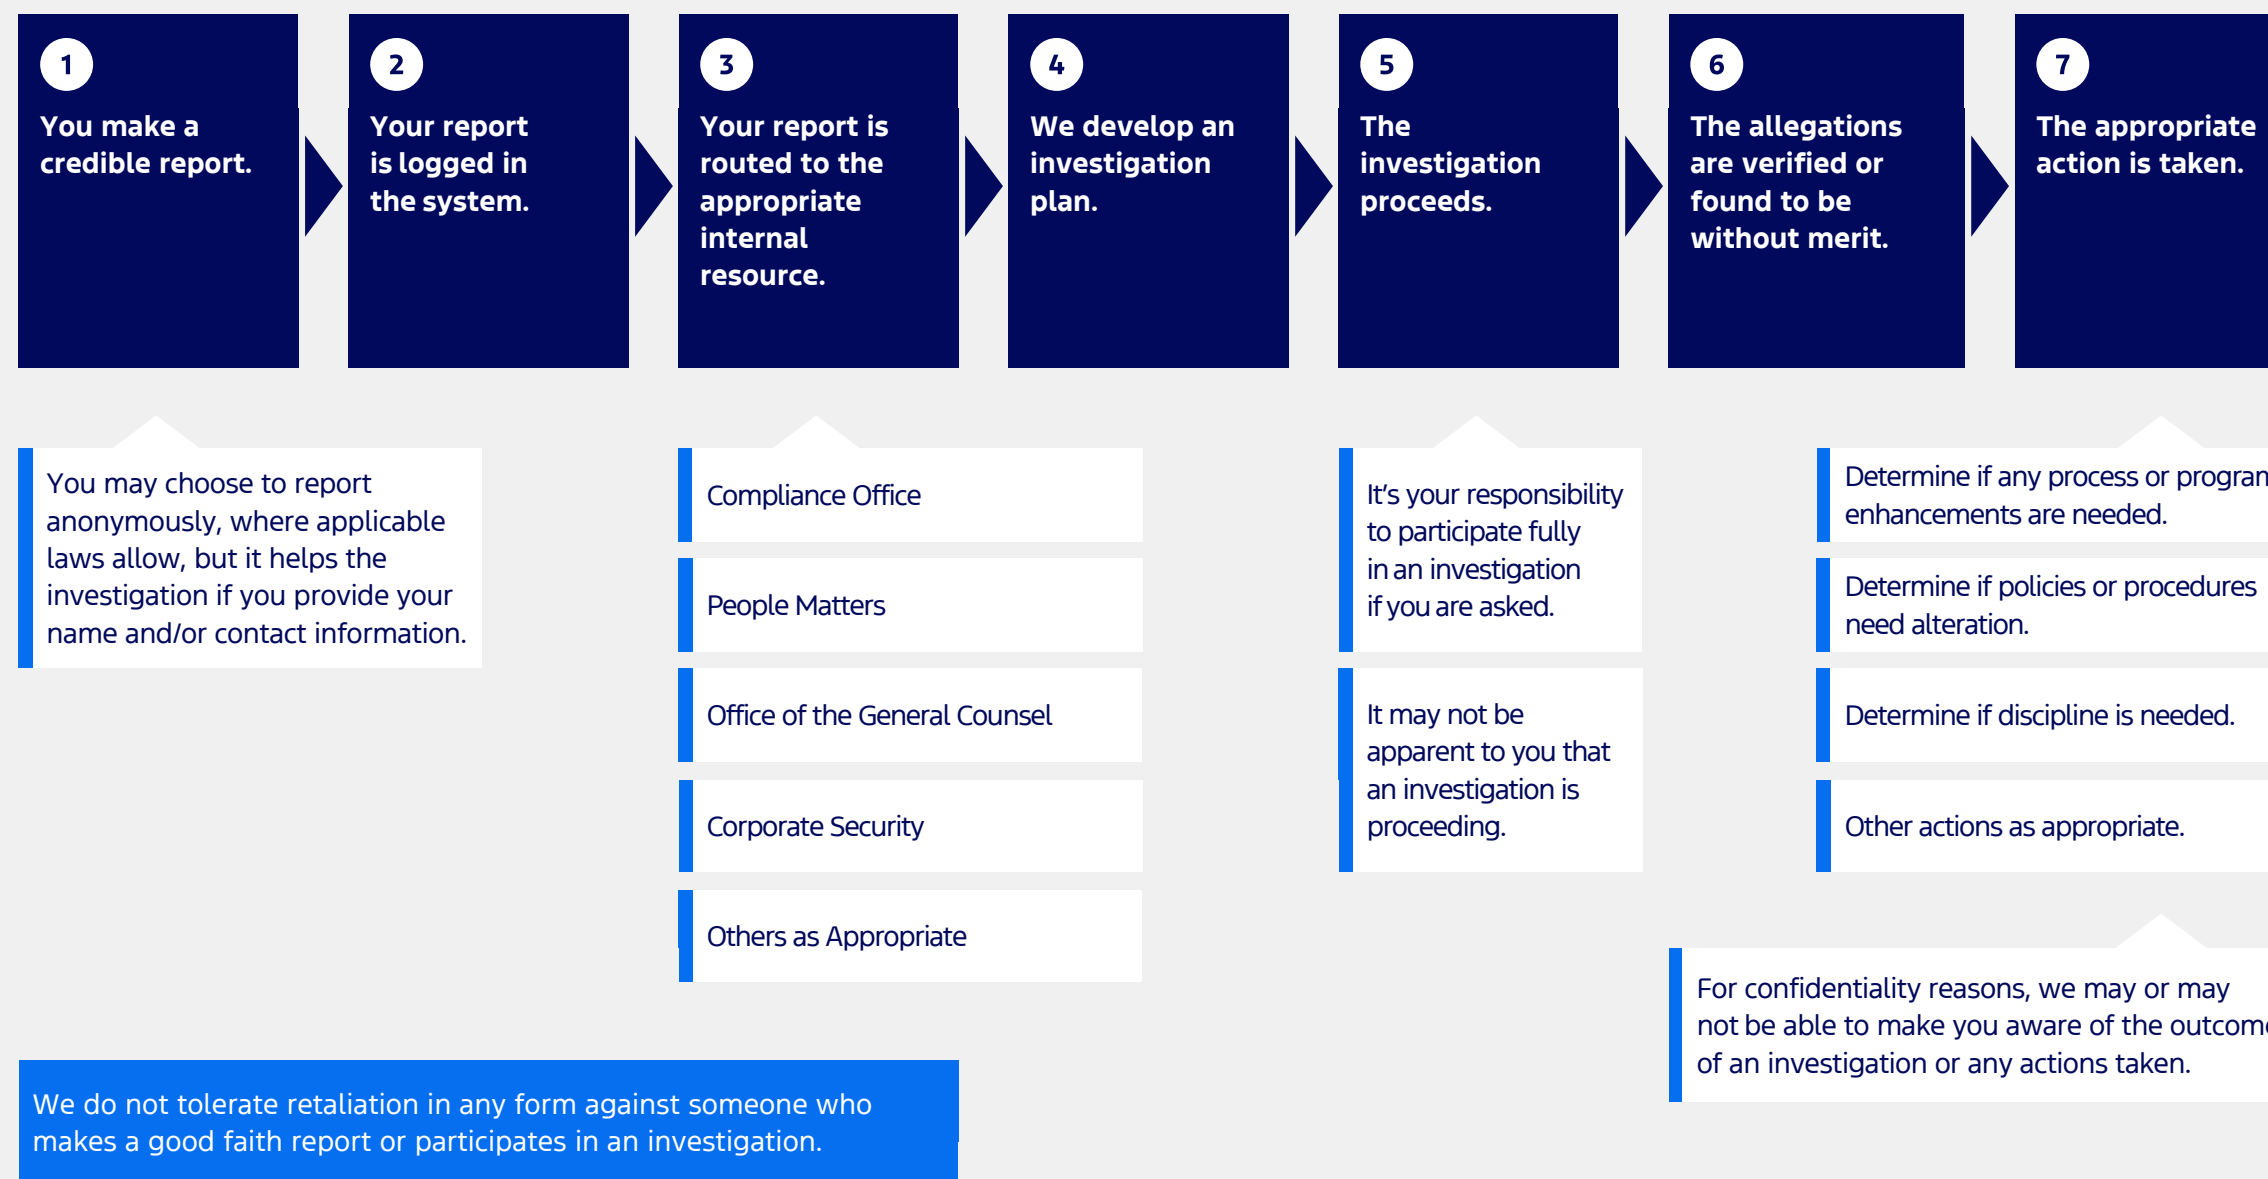 1
You make a
credible report.
2
Your report
is logged in
the system.
3
Your report is
routed to the
appropriate
internal
resource.
4
We develop an
investigation
plan.
5
The
investigation
proceeds.
6
The allegations
are verified or
found to be
without merit.
7
The appropriate
action is taken.
You may choose to report
anonymously, where applicable
laws allow, but it helps the
investigation if you provide your
name and/or contact information.
Compliance Office
People Matters
Office of the General Counsel
Corporate Security
Others as Appropriate
It’s your responsibility
to participate fully
in an investigation
if you are asked.
It may not be
apparent to you that
an investigation is
proceeding.
Determine if any process or program
enhancements are needed.
Determine if policies or procedures
need alteration.
Determine if discipline is needed.
Other actions as appropriate.
For confidentiality reasons, we may or may
not be able to make you aware of the outcome
of an investigation or any actions taken.
We do not tolerate retaliation in any form against someone who
makes a good faith report or participates in an investigation.